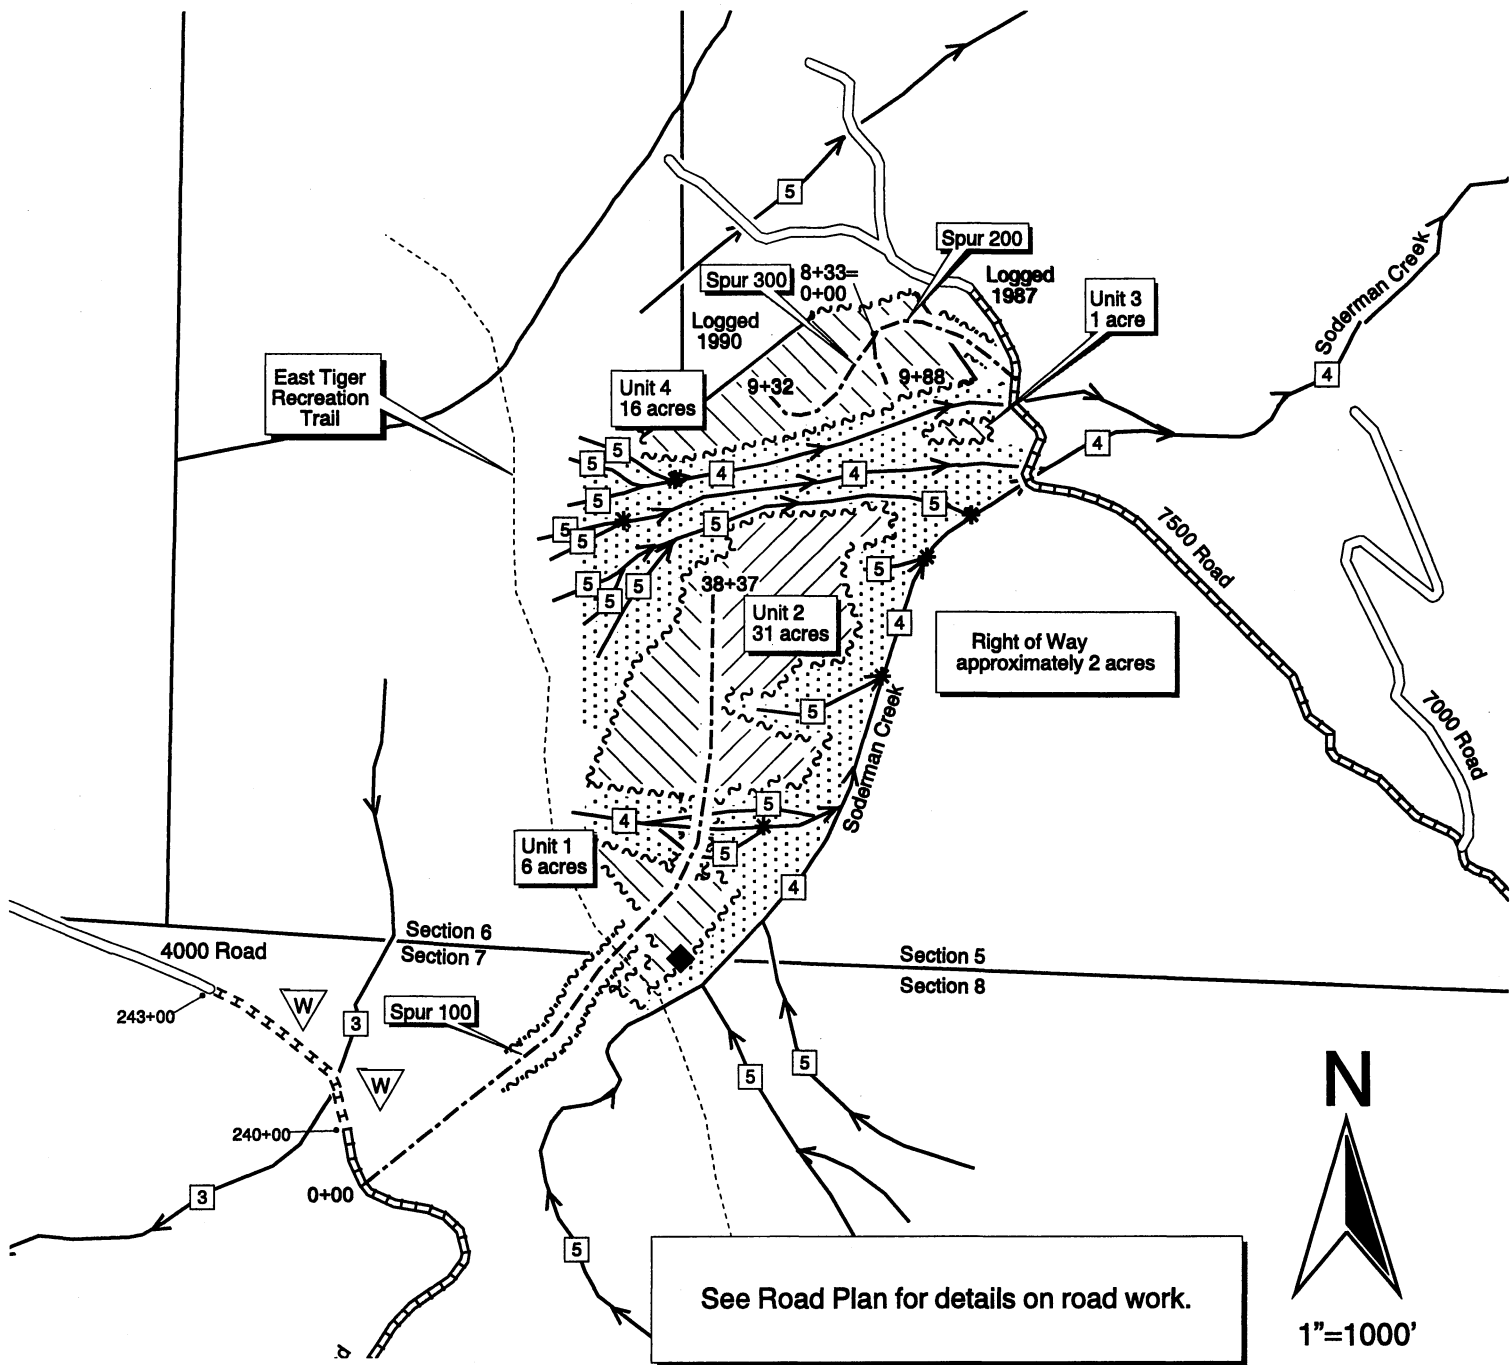 5
Spur 200
Spur 300
8+33=
0+00
Logged
1987
Unit 3
1 acre
Soderman Creek
Logged
1990
4
East Tiger
Recreation
Trail
Unit 4
16 acres
9+32
9+88
5
5
4
4
4
5
5
5
5
5
7500 Road
5
5
5
5
38+37
Unit 2
31 acres
4
Right of Way
approximately 2 acres
5
Soderman Creek
7000 Road
5
4
Unit 1
6 acres
5
4
Section 6
Section 7
4000 Road
Section 5
Section 8
243+00
W
3
Spur 100
W
5
5
240+00
0+00
3
5
N
See Road Plan for details on road work.
1"=1000'